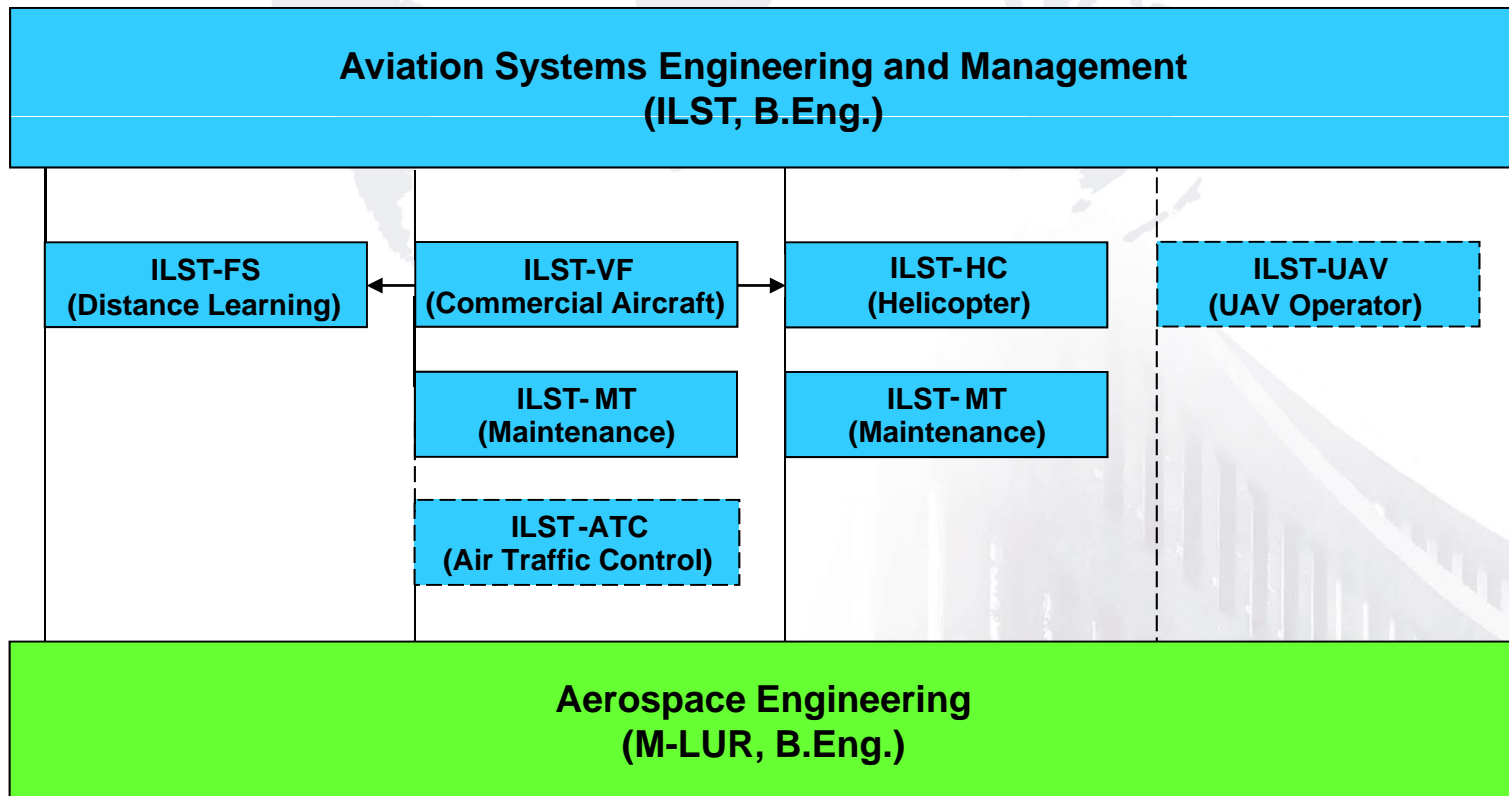 Aviation Systems Engineering and Management
(ILST, B.Eng.)
ILST-FS
(Distance Learning)
ILST-VF
(Commercial Aircraft)
ILST-HC
(Helicopter)
ILST-UAV
(UAV Operator)
ILST-MT
(Maintenance)
ILST-MT
(Maintenance)
ILST-ATC
(Air Traffic Control)
Aerospace Engineering
(M-LUR, B.Eng.)